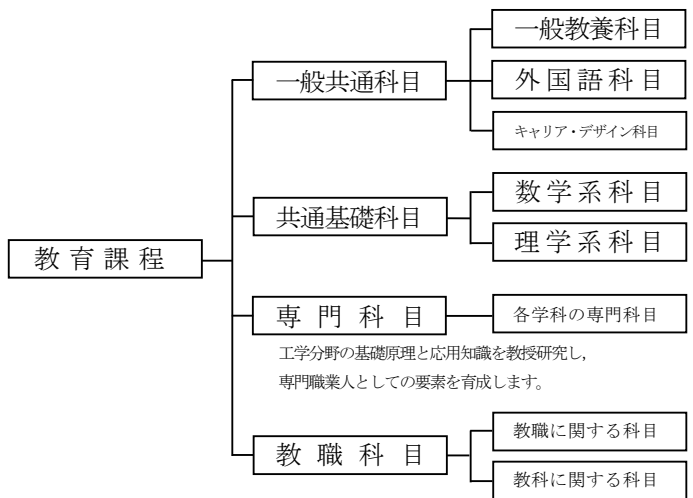 教育課程
一般共通科目
一般教養科目
外国語科目
キャリア・デザイン科目
共通基礎科目
数学系科目
理学系科目
専門科目
各学科の専門科目
工学分野の基礎原理と応用知識を教授研究し,
専門職業人としての要素を育成します。
教職科目
教職に関する科目
教科に関する科目